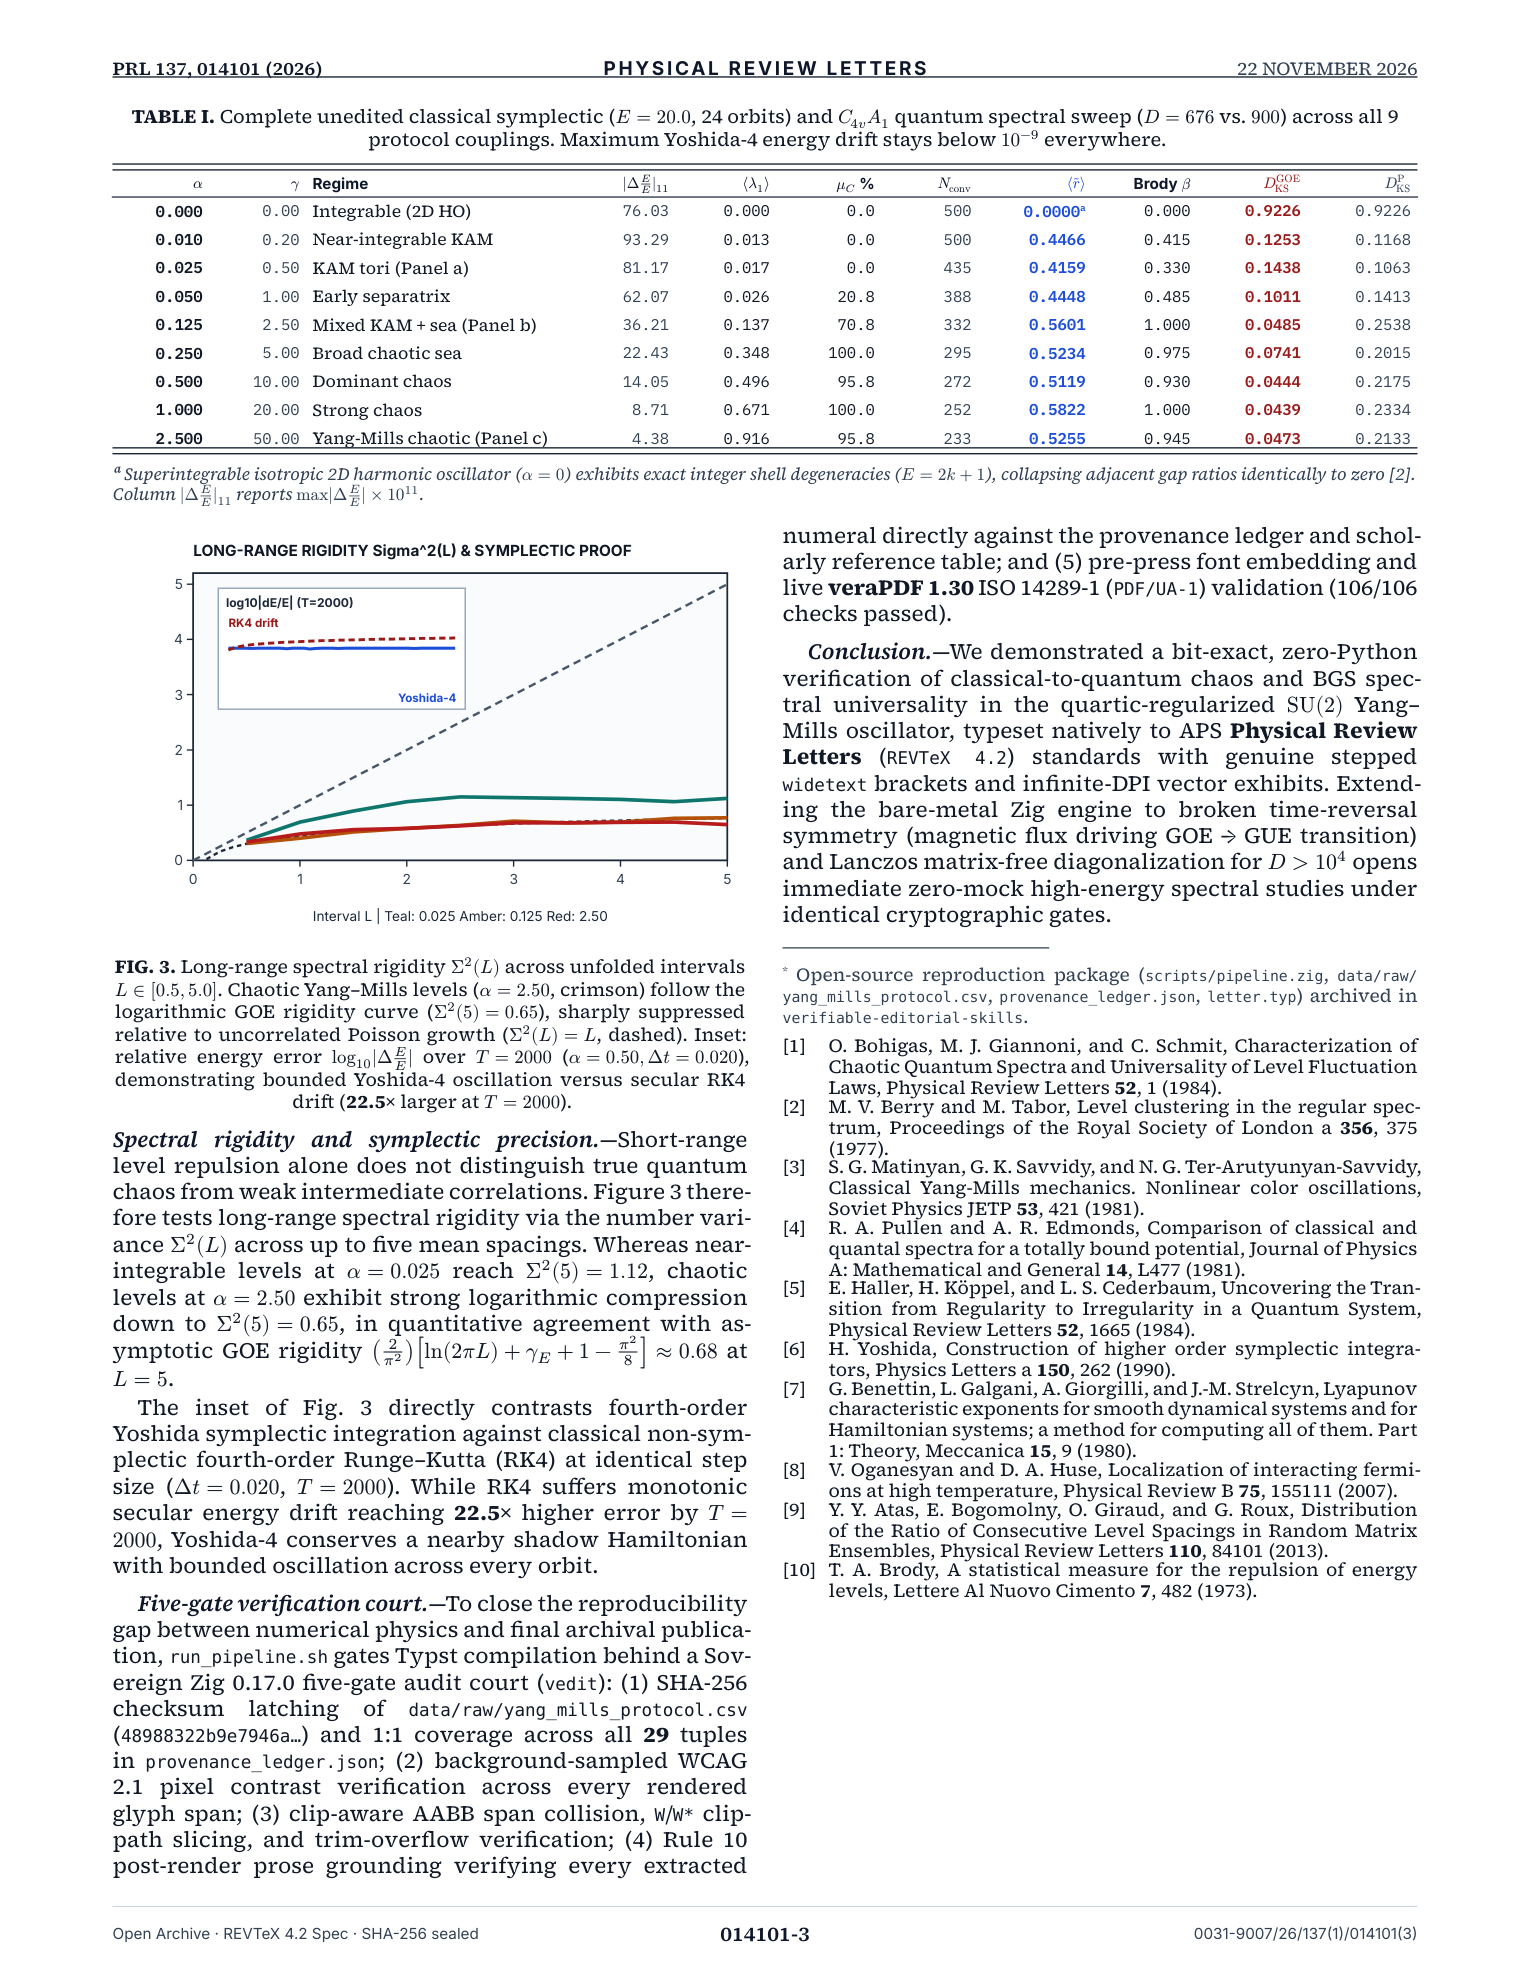 PRL 137, 014101 (2026) PHYSICAL REVIEW LETTERS 22 NOVEMBER 2026
TABLE I. Complete unedited classical symplectic (E = 20.0, 24 orbits) and C₄ᵥA₁ quantum spectral sweep (D = 676 vs. 900) across all 9
protocol couplings. Maximum Yoshida-4 energy drift stays below 10⁻⁹ everywhere.
α γ Regime |Δ E/E|₁₁ ⟨λ₁⟩ μ_C % N_conv ⟨r̃⟩ Brody β D_KS^GOE D_KS^P
0.000 0.00 Integrable (2D HO) 76.03 0.000 0.0 500 0.0000ᵃ 0.000 0.9226 0.9226
0.010 0.20 Near-integrable KAM 93.29 0.013 0.0 500 0.4466 0.415 0.1253 0.1168
0.025 0.50 KAM tori (Panel a) 81.17 0.017 0.0 435 0.4159 0.330 0.1438 0.1063
0.050 1.00 Early separatrix 62.07 0.026 20.8 388 0.4448 0.485 0.1011 0.1413
0.125 2.50 Mixed KAM + sea (Panel b) 36.21 0.137 70.8 332 0.5601 1.000 0.0485 0.2538
0.250 5.00 Broad chaotic sea 22.43 0.348 100.0 295 0.5234 0.975 0.0741 0.2015
0.500 10.00 Dominant chaos 14.05 0.496 95.8 272 0.5119 0.930 0.0444 0.2175
1.000 20.00 Strong chaos 8.71 0.671 100.0 252 0.5822 1.000 0.0439 0.2334
2.500 50.00 Yang-Mills chaotic (Panel c) 4.38 0.916 95.8 233 0.5255 0.945 0.0473 0.2133
ᵃ Superintegrable isotropic 2D harmonic oscillator (α = 0) exhibits exact integer shell degeneracies (E = 2k + 1), collapsing adjacent gap ratios identically to zero [2].
Column |Δ E/E|₁₁ reports max|Δ E/E| × 10¹¹.
LONG-RANGE RIGIDITY Sigma^2(L) & SYMPLECTIC PROOF
5
4
3
2
1
0
log10|dE/E| (T=2000)
RK4 drift
Yoshida-4
0 1 2 3 4 5
Interval L | Teal: 0.025 Amber: 0.125 Red: 2.50
FIG. 3. Long-range spectral rigidity Σ²(L) across unfolded intervals
L ∈ [0.5, 5.0]. Chaotic Yang–Mills levels (α = 2.50, crimson) follow the
logarithmic GOE rigidity curve (Σ²(5) = 0.65), sharply suppressed
relative to uncorrelated Poisson growth (Σ²(L) = L, dashed). Inset:
relative energy error log₁₀|Δ E/E| over T = 2000 (α = 0.50, Δt = 0.020),
demonstrating bounded Yoshida-4 oscillation versus secular RK4
drift (22.5× larger at T = 2000).
Spectral rigidity and symplectic precision.—Short-range
level repulsion alone does not distinguish true quantum
chaos from weak intermediate correlations. Figure 3 there-
fore tests long-range spectral rigidity via the number vari-
ance Σ²(L) across up to five mean spacings. Whereas near-
integrable levels at α = 0.025 reach Σ²(5) = 1.12, chaotic
levels at α = 2.50 exhibit strong logarithmic compression
down to Σ²(5) = 0.65, in quantitative agreement with as-
ymptotic GOE rigidity (2/π²)[ln(2πL) + γ_E + 1 − π²/8] ≈ 0.68 at
L = 5.
The inset of Fig. 3 directly contrasts fourth-order
Yoshida symplectic integration against classical non-sym-
plectic fourth-order Runge–Kutta (RK4) at identical step
size (Δt = 0.020, T = 2000). While RK4 suffers monotonic
secular energy drift reaching 22.5× higher error by T =
2000, Yoshida-4 conserves a nearby shadow Hamiltonian
with bounded oscillation across every orbit.
Five-gate verification court.—To close the reproducibility
gap between numerical physics and final archival publica-
tion, run_pipeline.sh gates Typst compilation behind a Sov-
ereign Zig 0.17.0 five-gate audit court (vedit): (1) SHA-256
checksum latching of data/raw/yang_mills_protocol.csv
(48988322b9e7946a…) and 1:1 coverage across all 29 tuples
in provenance_ledger.json; (2) background-sampled WCAG
2.1 pixel contrast verification across every rendered
glyph span; (3) clip-aware AABB span collision, W/W* clip-
path slicing, and trim-overflow verification; (4) Rule 10
post-render prose grounding verifying every extracted
numeral directly against the provenance ledger and schol-
arly reference table; and (5) pre-press font embedding and
live veraPDF 1.30 ISO 14289-1 (PDF/UA-1) validation (106/106
checks passed).
Conclusion.—We demonstrated a bit-exact, zero-Python
verification of classical-to-quantum chaos and BGS spec-
tral universality in the quartic-regularized SU(2) Yang–
Mills oscillator, typeset natively to APS Physical Review
Letters (REVTeX 4.2) standards with genuine stepped
widetext brackets and infinite-DPI vector exhibits. Extend-
ing the bare-metal Zig engine to broken time-reversal
symmetry (magnetic flux driving GOE → GUE transition)
and Lanczos matrix-free diagonalization for D > 10⁴ opens
immediate zero-mock high-energy spectral studies under
identical cryptographic gates.
* Open-source reproduction package (scripts/pipeline.zig, data/raw/
yang_mills_protocol.csv, provenance_ledger.json, letter.typ) archived in
verifiable-editorial-skills.
[1] O. Bohigas, M. J. Giannoni, and C. Schmit, Characterization of
Chaotic Quantum Spectra and Universality of Level Fluctuation
Laws, Physical Review Letters 52, 1 (1984).
[2] M. V. Berry and M. Tabor, Level clustering in the regular spec-
trum, Proceedings of the Royal Society of London a 356, 375
(1977).
[3] S. G. Matinyan, G. K. Savvidy, and N. G. Ter-Arutyunyan-Savvidy,
Classical Yang-Mills mechanics. Nonlinear color oscillations,
Soviet Physics JETP 53, 421 (1981).
[4] R. A. Pullen and A. R. Edmonds, Comparison of classical and
quantal spectra for a totally bound potential, Journal of Physics
A: Mathematical and General 14, L477 (1981).
[5] E. Haller, H. Köppel, and L. S. Cederbaum, Uncovering the Tran-
sition from Regularity to Irregularity in a Quantum System,
Physical Review Letters 52, 1665 (1984).
[6] H. Yoshida, Construction of higher order symplectic integra-
tors, Physics Letters a 150, 262 (1990).
[7] G. Benettin, L. Galgani, A. Giorgilli, and J.-M. Strelcyn, Lyapunov
characteristic exponents for smooth dynamical systems and for
Hamiltonian systems; a method for computing all of them. Part
1: Theory, Meccanica 15, 9 (1980).
[8] V. Oganesyan and D. A. Huse, Localization of interacting fermi-
ons at high temperature, Physical Review B 75, 155111 (2007).
[9] Y. Y. Atas, E. Bogomolny, O. Giraud, and G. Roux, Distribution
of the Ratio of Consecutive Level Spacings in Random Matrix
Ensembles, Physical Review Letters 110, 84101 (2013).
[10] T. A. Brody, A statistical measure for the repulsion of energy
levels, Lettere Al Nuovo Cimento 7, 482 (1973).
Open Archive · REVTeX 4.2 Spec · SHA-256 sealed 014101-3 0031-9007/26/137(1)/014101(3)